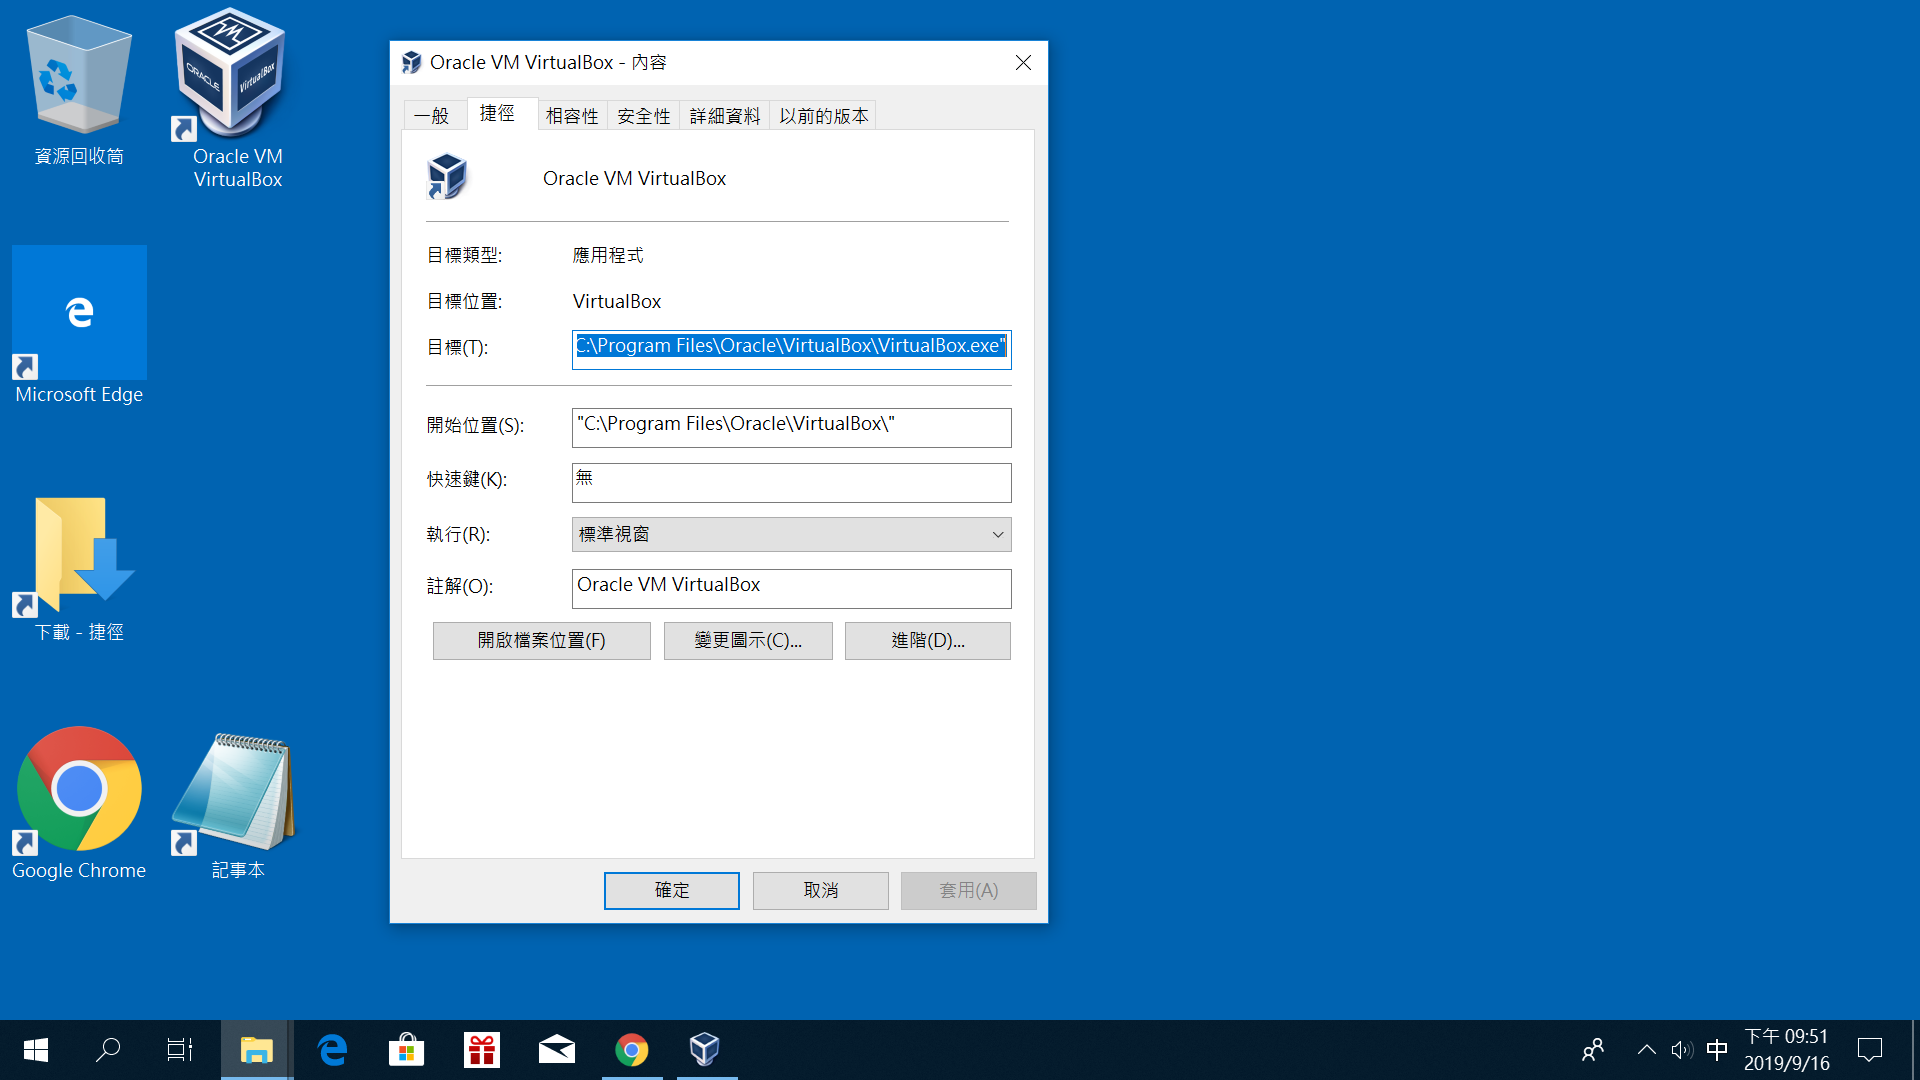 資源回收筒
Oracle VM
VirtualBox
Microsoft Edge
下載 - 捷徑
Google Chrome
記事本
Oracle VM VirtualBox - 內容
一般 捷徑 相容性 安全性 詳細資料 以前的版本
Oracle VM VirtualBox
目標類型: 應用程式
目標位置: VirtualBox
目標(T): C:\Program Files\Oracle\VirtualBox\VirtualBox.exe"
開始位置(S): "C:\Program Files\Oracle\VirtualBox\"
快速鍵(K): 無
執行(R): 標準視窗
註解(O): Oracle VM VirtualBox
開啟檔案位置(F) 變更圖示(C)... 進階(D)...
確定 取消 套用(A)
中
下午 09:51
2019/9/16